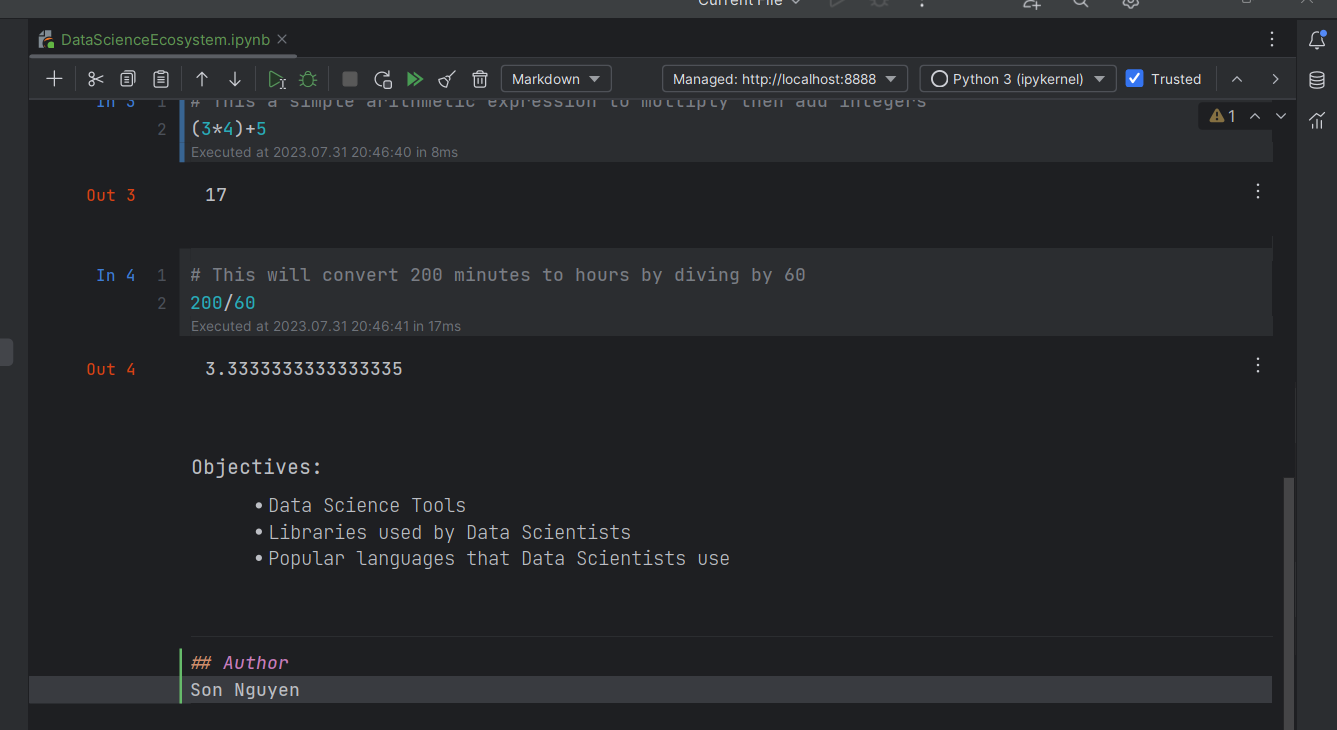 Current File
DataScienceEcosystem.ipynb
Markdown
Managed: http://localhost:8888
Python 3 (ipykernel)
Trusted
In 3
1 # This a simple arithmetic expression to mutiply then add integers
1
2 (3*4)+5
Executed at 2023.07.31 20:46:40 in 8ms
Out 3 17
In 4 1 # This will convert 200 minutes to hours by diving by 60
2 200/60
Executed at 2023.07.31 20:46:41 in 17ms
Out 4 3.3333333333333335
Objectives:
•Data Science Tools
•Libraries used by Data Scientists
•Popular languages that Data Scientists use
## Author
Son Nguyen